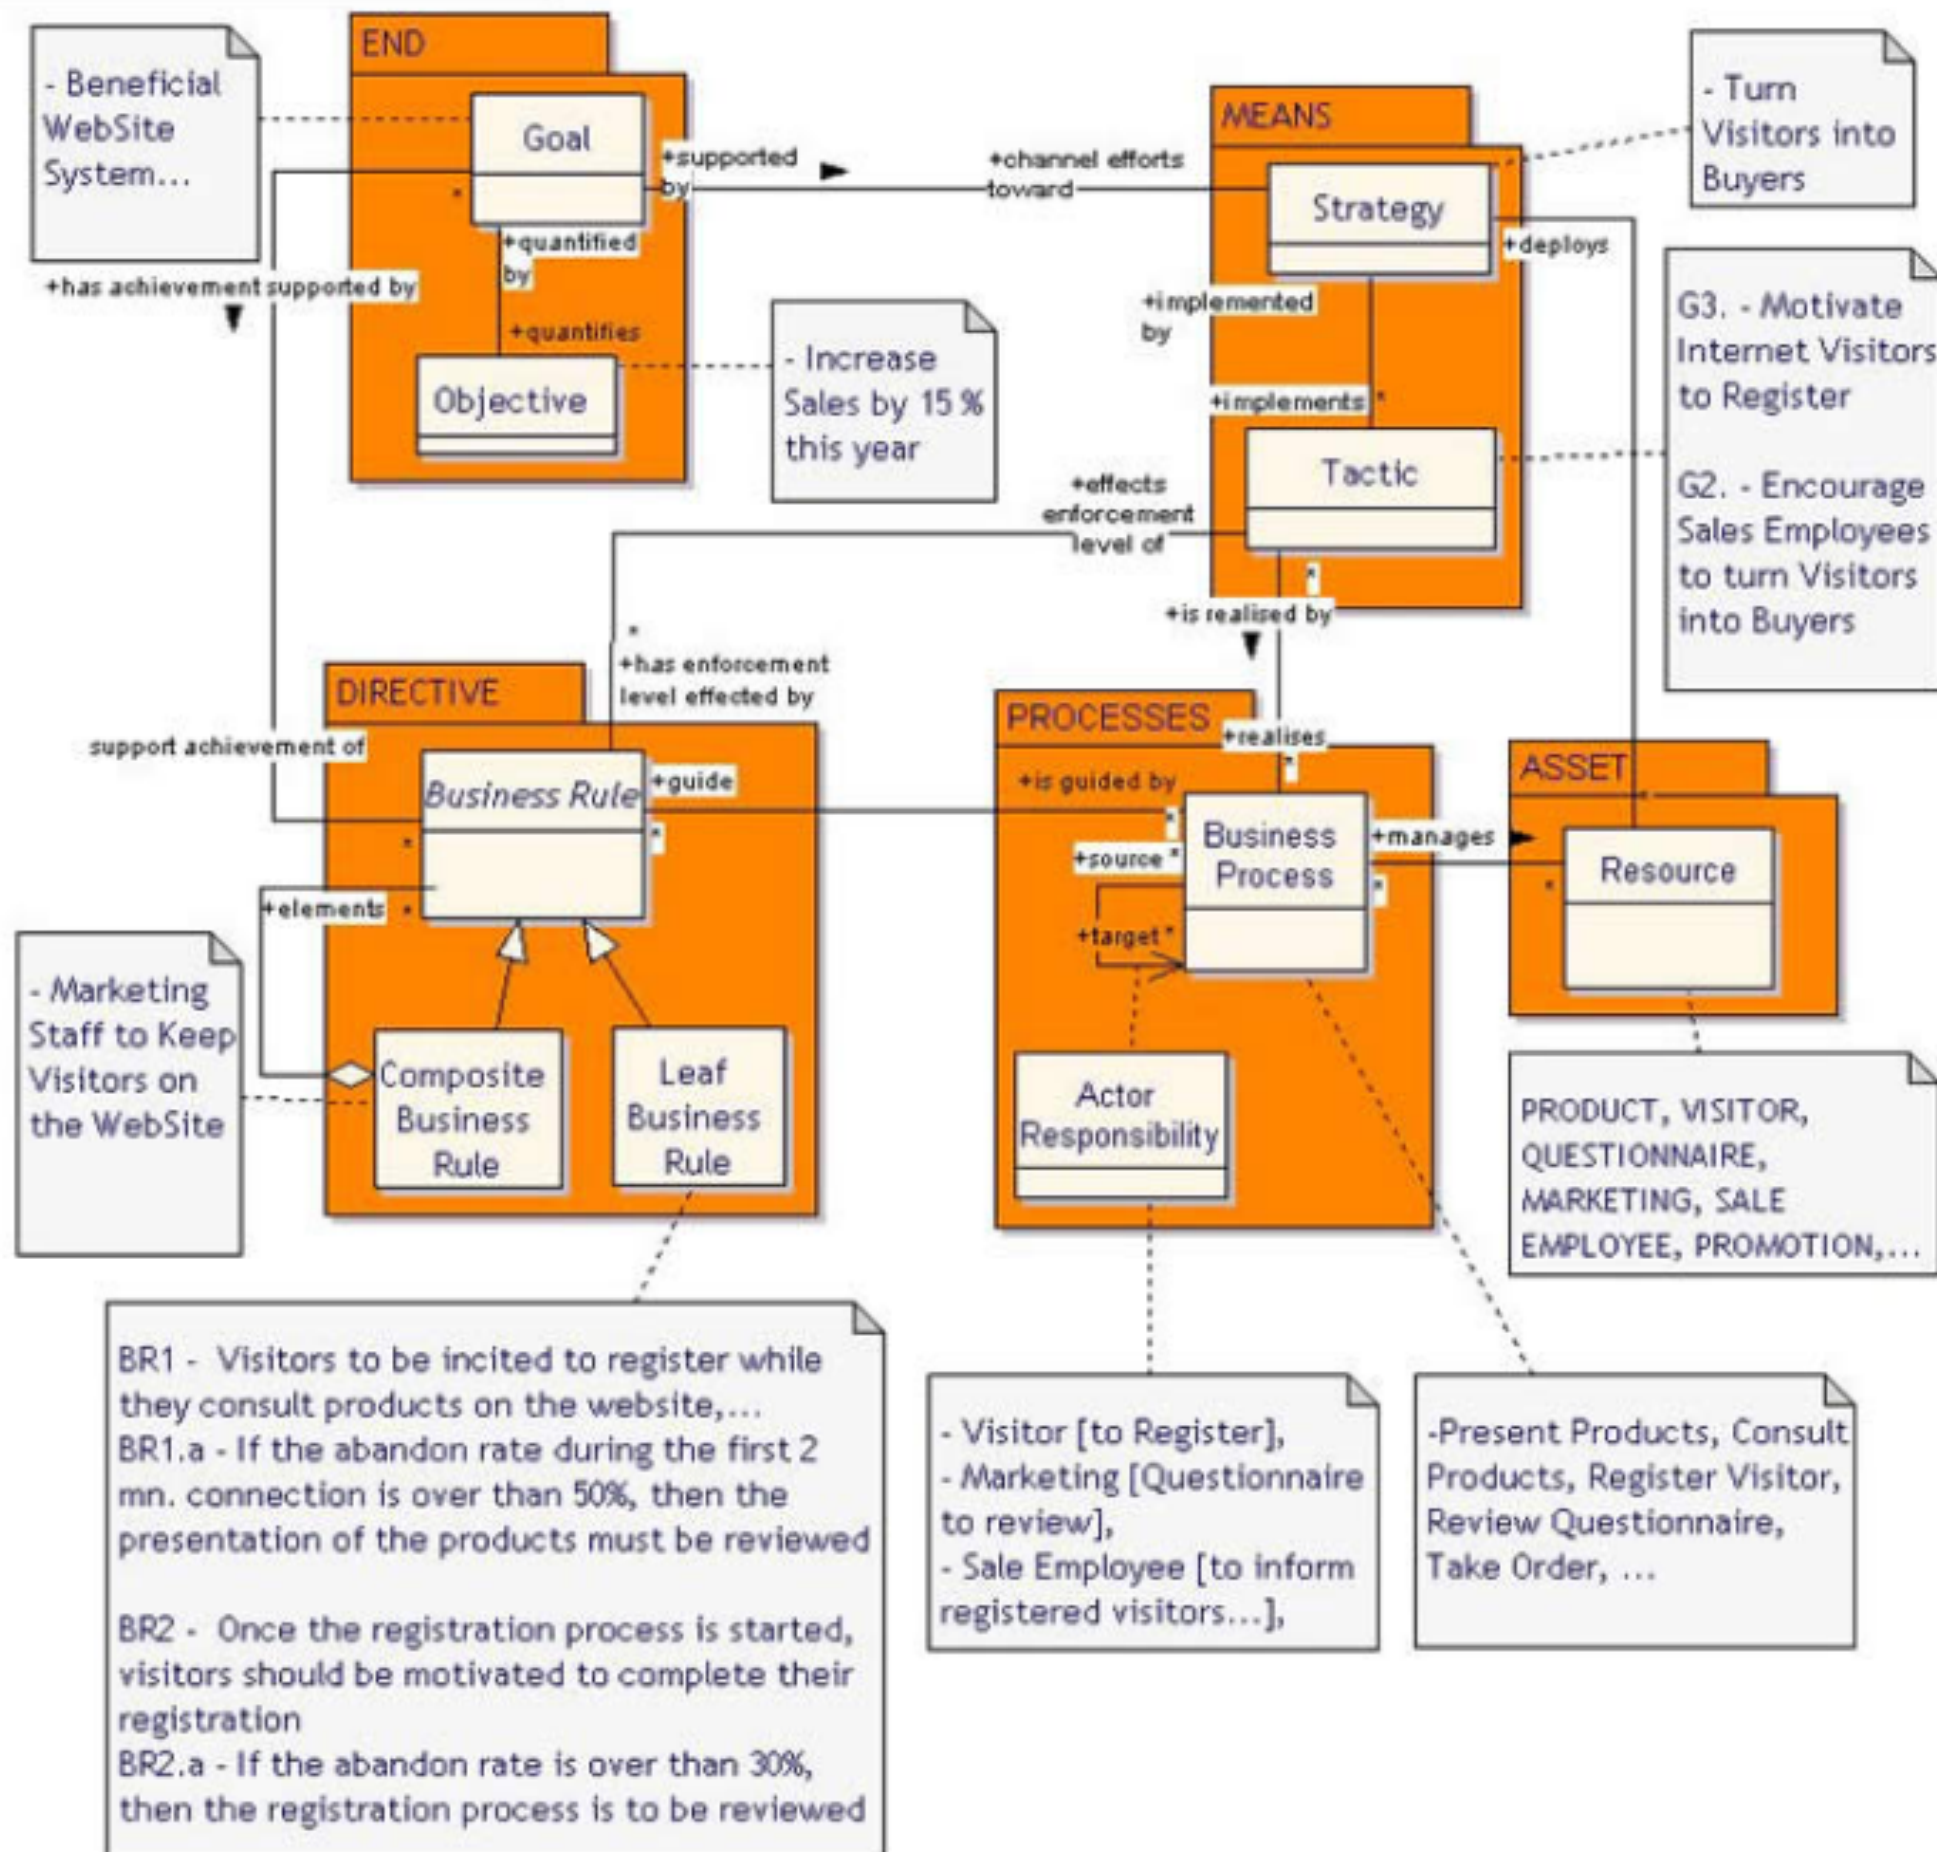 - Beneficial
WebSite
System...
END
Goal
*
+supported
by
+channel efforts
toward
MEANS
Strategy
- Turn
Visitors into
Buyers
+deploys
+quantified
by
+has achievement supported by
+quantifies
Objective
- Increase
Sales by 15 %
this year
+implemented
by
+implements
*
Tactic
G3. - Motivate
Internet Visitors
to Register
G2. - Encourage
Sales Employees
to turn Visitors
into Buyers
+effects
enforcement
level of
*
+is realised by
*
+has enforcement
level effected by
DIRECTIVE
support achievement of
Business Rule
*
+guide
*
+elements
*
PROCESSES
+realises
*
+is guided by
*
+source *
+target *
Business
Process
+manages
*
*
ASSET
Resource
- Marketing
Staff to Keep
Visitors on
the WebSite
Composite
Business
Rule
Leaf
Business
Rule
Actor
Responsibility
PRODUCT, VISITOR,
QUESTIONNAIRE,
MARKETING, SALE
EMPLOYEE, PROMOTION,...
BR1 - Visitors to be incited to register while
they consult products on the website,...
BR1.a - If the abandon rate during the first 2
mn. connection is over than 50%, then the
presentation of the products must be reviewed
BR2 - Once the registration process is started,
visitors should be motivated to complete their
registration
BR2.a - If the abandon rate is over than 30%,
then the registration process is to be reviewed
- Visitor [to Register],
- Marketing [Questionnaire
to review],
- Sale Employee [to inform
registered visitors...],
-Present Products, Consult
Products, Register Visitor,
Review Questionnaire,
Take Order, ...